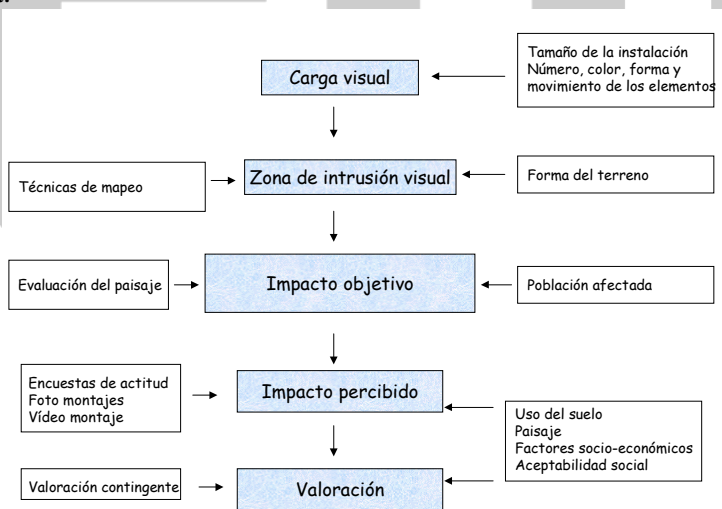 Carga visual
Tamaño de la instalación
Número, color, forma y
movimiento de los elementos
Técnicas de mapeo
Zona de intrusión visual
Forma del terreno
Evaluación del paisaje
Impacto objetivo
Población afectada
Encuestas de actitud
Foto montajes
Vídeo montaje
Impacto percibido
Uso del suelo
Paisaje
Factores socio-económicos
Aceptabilidad social
Valoración contingente
Valoración